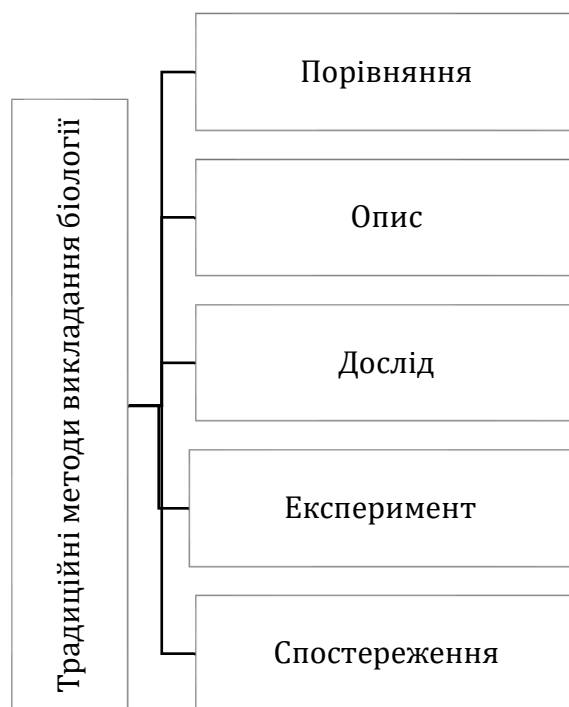 Традиційні методи викладання біології
Порівняння
Опис
Дослід
Експеримент
Спостереження